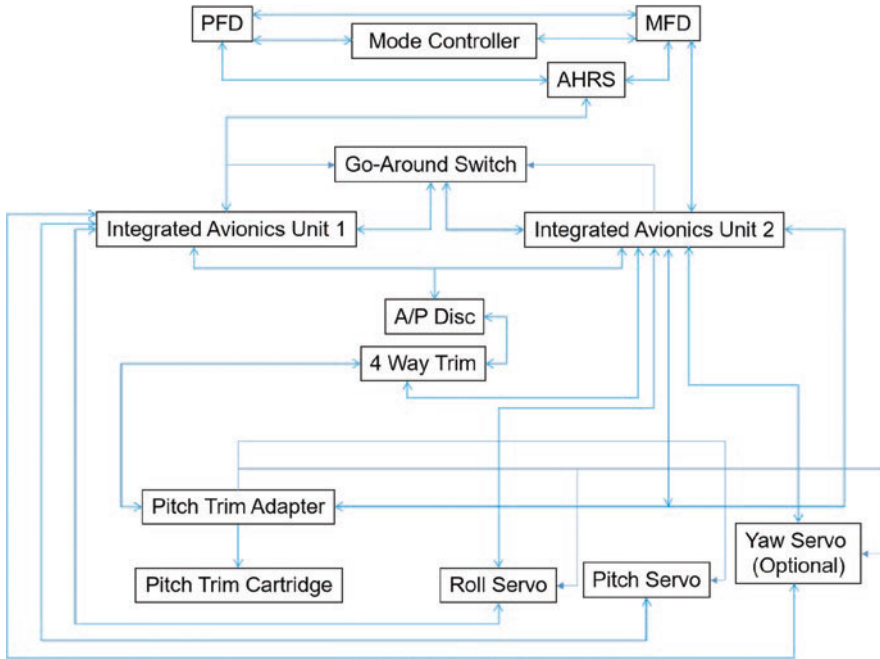 PFD
MFD
Mode Controller
AHRS
Go-Around Switch
Integrated Avionics Unit 1
Integrated Avionics Unit 2
A/P Disc
4 Way Trim
Pitch Trim Adapter
Yaw Servo
(Optional)
Pitch Trim Cartridge
Roll Servo
Pitch Servo